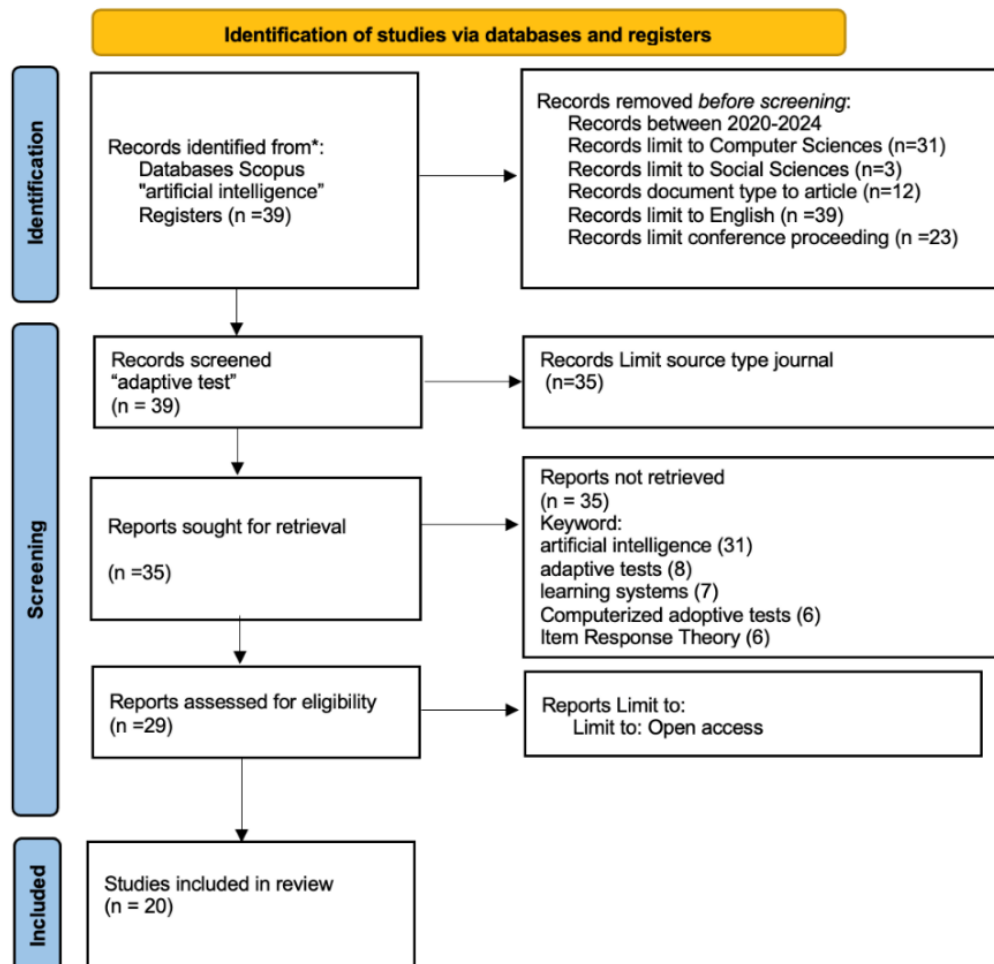 Identification of studies via databases and registers
Identification
Records identified from*:
Databases Scopus
"artificial intelligence"
Registers (n =39)
Records removed before screening:
Records between 2020-2024
Records limit to Computer Sciences (n=31)
Records limit to Social Sciences (n=3)
Records document type to article (n=12)
Records limit to English (n =39)
Records limit conference proceeding (n =23)
Screening
Records screened
“adaptive test”
(n = 39)
Records Limit source type journal
(n=35)
Reports sought for retrieval
(n =35)
Reports not retrieved
(n = 35)
Keyword:
artificial intelligence (31)
adaptive tests (8)
learning systems (7)
Computerized adoptive tests (6)
Item Response Theory (6)
Reports assessed for eligibility
(n =29)
Reports Limit to:
Limit to: Open access
Included
Studies included in review
(n = 20)